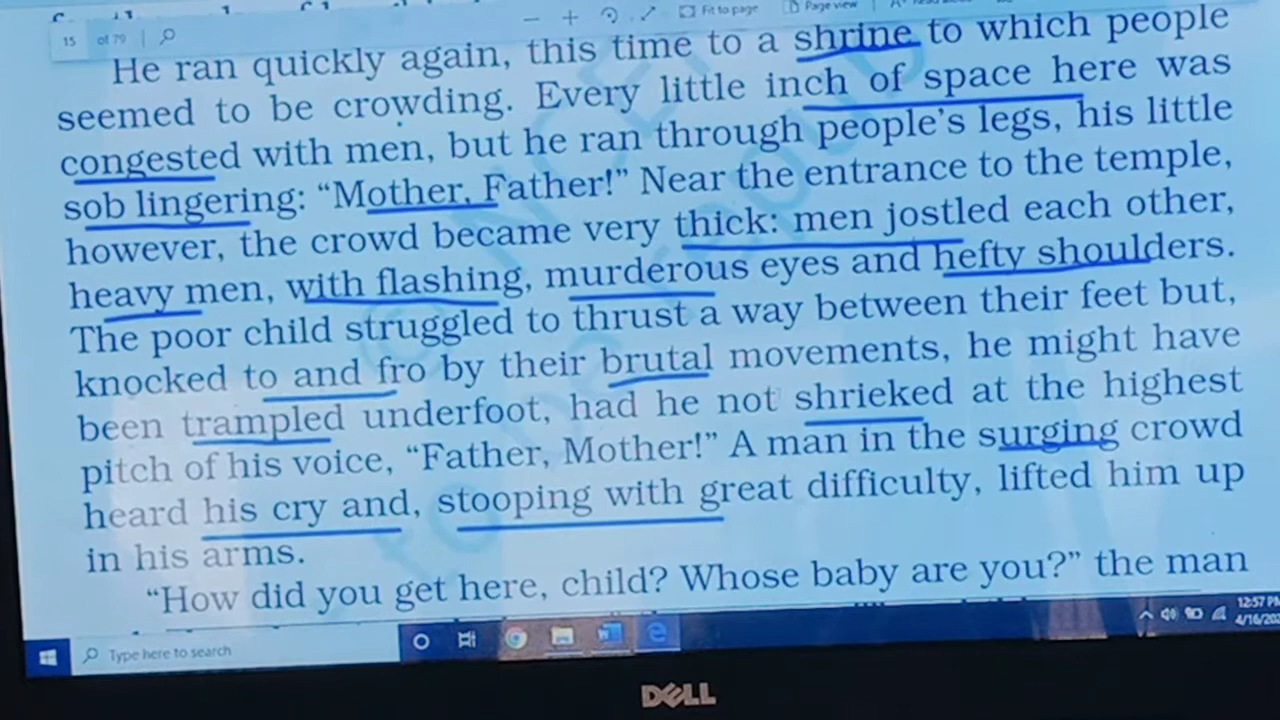 15 of 79
Fit to page
Page view
He ran quickly again, this time to a shrine to which people
seemed to be crowding. Every little inch of space here was
congested with men, but he ran through people's legs, his little
sob lingering: “Mother, Father!” Near the entrance to the temple,
however, the crowd became very thick: men jostled each other,
heavy men, with flashing, murderous eyes and hefty shoulders.
The poor child struggled to thrust a way between their feet but,
knocked to and fro by their brutal movements, he might have
been trampled underfoot, had he not shrieked at the highest
pitch of his voice, “Father, Mother!” A man in the surging crowd
heard his cry and, stooping with great difficulty, lifted him up
in his arms.
“How did you get here, child? Whose baby are you?” the man
Type here to search
12:57 PM
DELL